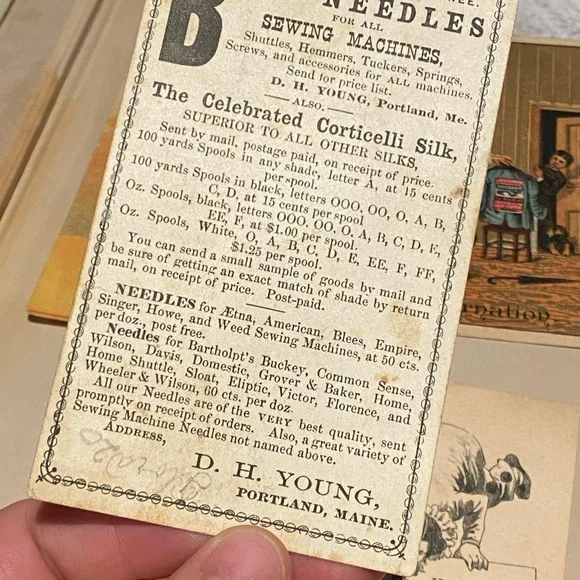 B NEEDLES
FOR ALL
SEWING MACHINES,
Shuttles, Hemmers, Tuckers, Springs,
Screws, and accessories for ALL machines.
Send for price list.
D. H. YOUNG, Portland, Me.
—ALSO,—
The Celebrated Corticelli Silk,
SUPERIOR TO ALL OTHER SILKS,
Sent by mail, postage paid, on receipt of price.
100 yards Spools in any shade, letter A, at 15 cents
per spool.
100 yards Spools in black, letters OOO, OO, O, A, B,
C, D, at 15 cents per spool
Oz. Spools, black, letters OOO, OO, O, A, B, C, D, E,
EE, F, at $1.00 per spool.
Oz. Spools, White, O, A, B, C, D, E, EE, F, FF,
$1.25 per spool.
You can send a small sample of goods by mail and
be sure of getting an exact match of shade by return
mail, on receipt of price. Post-paid.
NEEDLES for Ætna, American, Blees, Empire,
Singer, Howe, and Weed Sewing Machines, at 50 cts.
per doz., post free.
Needles for Bartholpt's Buckey, Common Sense,
Wilson, Davis, Domestic, Grover & Baker, Home,
Home Shuttle, Sloat, Eliptic, Victor, Florence, and
Wheeler & Wilson, 60 cts. per doz.
All our Needles are of the VERY best quality, sent
promptly on receipt of orders. Also, a great variety of
Sewing Machine Needles not named above.
ADDRESS,
D. H. YOUNG,
PORTLAND, MAINE.
rnation